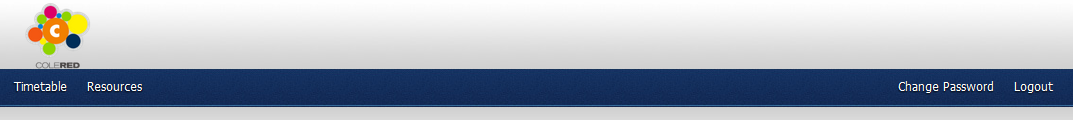 C
COLERED
Timetable Resources Change Password Logout